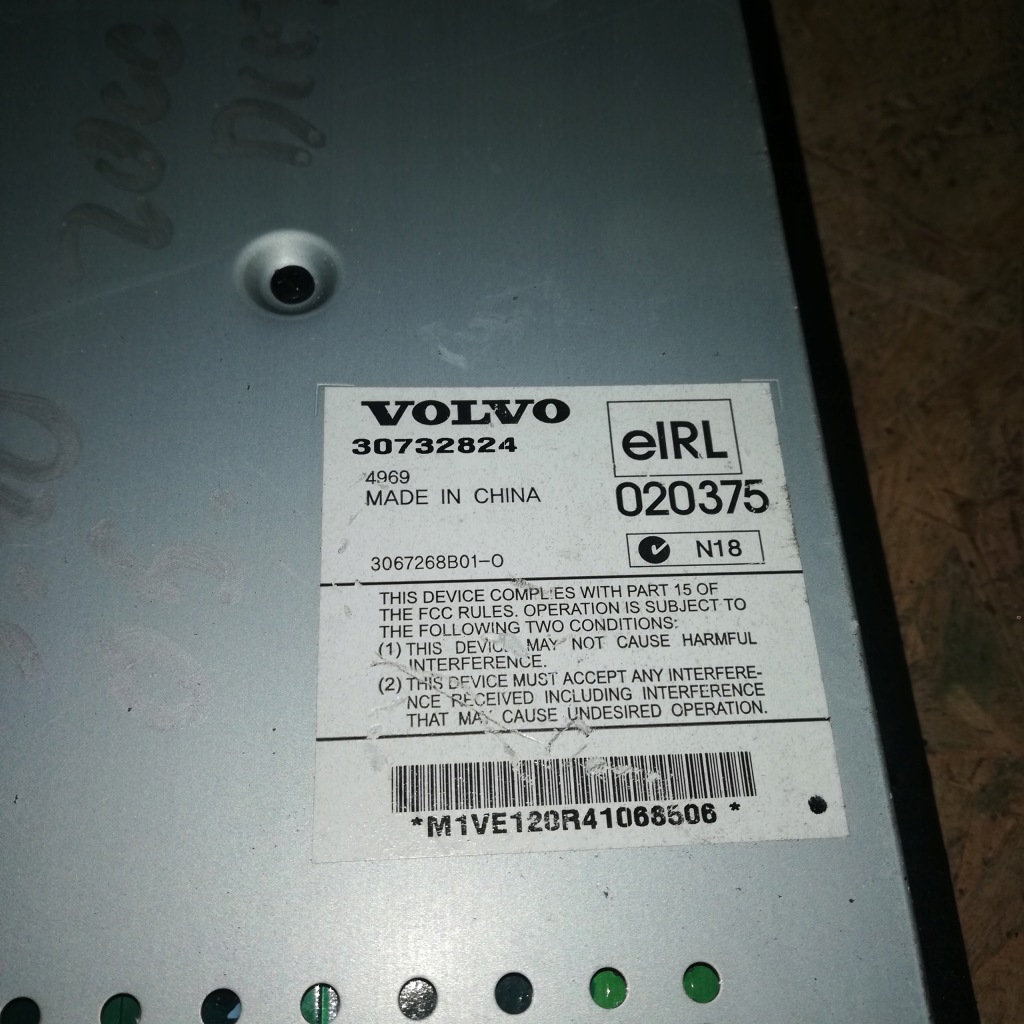 VOLVO
30732824
4969
MADE IN CHINA
3067268B01-O
eIRL
020375
N18
THIS DEVICE COMPLIES WITH PART 15 OF
THE FCC RULES. OPERATION IS SUBJECT TO
THE FOLLOWING TWO CONDITIONS:
(1) THIS DEVICE MAY NOT CAUSE HARMFUL
INTERFERENCE.
(2) THIS DEVICE MUST ACCEPT ANY INTERFERE-
NCE RECEIVED INCLUDING INTERFERENCE
THAT MAY CAUSE UNDESIRED OPERATION.
*M1VE120R41068506 *